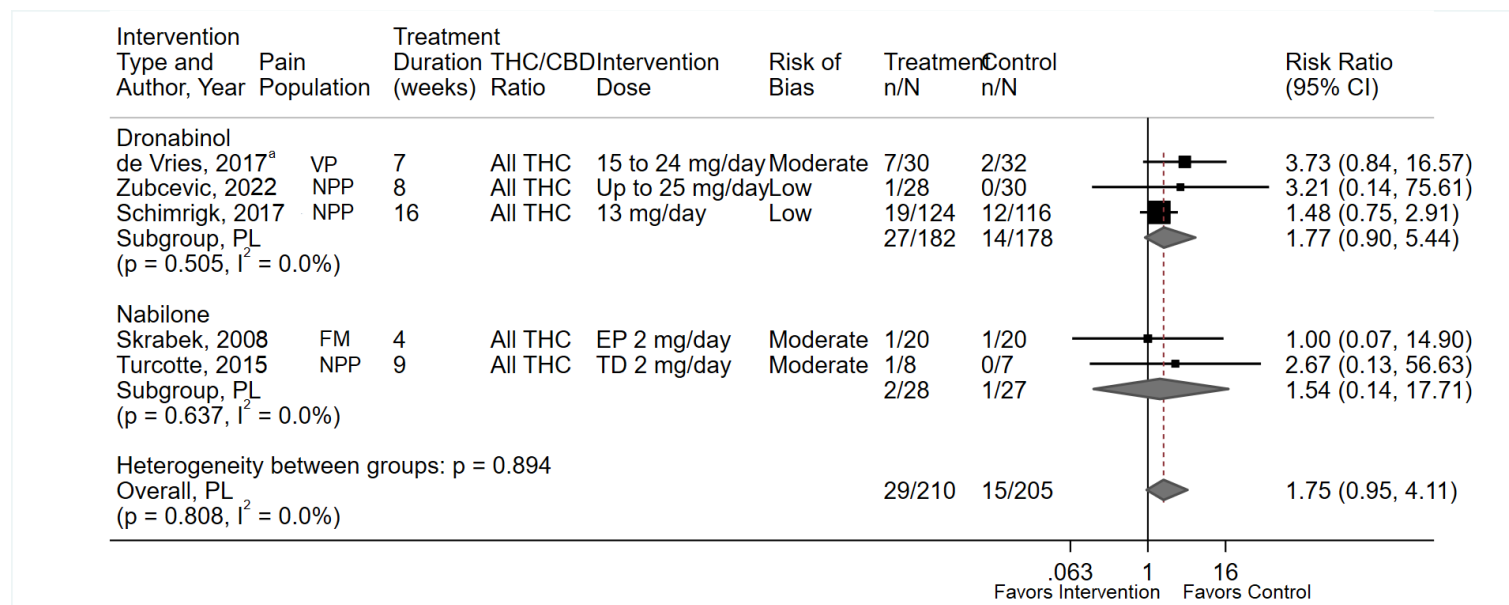 Intervention Treatment
Type and Pain Duration THC/CBD Intervention Risk of Treatment Control Risk Ratio
Author, Year Population (weeks) Ratio Dose Bias n/N n/N (95% CI)
Dronabinol
de Vries, 2017a VP 7 All THC 15 to 24 mg/day Moderate 7/30 2/32 3.73 (0.84, 16.57)
Zubcevic, 2022 NPP 8 All THC Up to 25 mg/day Low 1/28 0/30 3.21 (0.14, 75.61)
Schimrigk, 2017 NPP 16 All THC 13 mg/day Low 19/124 12/116 1.48 (0.75, 2.91)
Subgroup, PL 27/182 14/178 1.77 (0.90, 5.44)
(p = 0.505, I2 = 0.0%)
Nabilone
Skrabek, 2008 FM 4 All THC EP 2 mg/day Moderate 1/20 1/20 1.00 (0.07, 14.90)
Turcotte, 2015 NPP 9 All THC TD 2 mg/day Moderate 1/8 0/7 2.67 (0.13, 56.63)
Subgroup, PL 2/28 1/27 1.54 (0.14, 17.71)
(p = 0.637, I2 = 0.0%)
Heterogeneity between groups: p = 0.894
Overall, PL 29/210 15/205 1.75 (0.95, 4.11)
(p = 0.808, I2 = 0.0%)
.063 1 16
Favors Intervention Favors Control